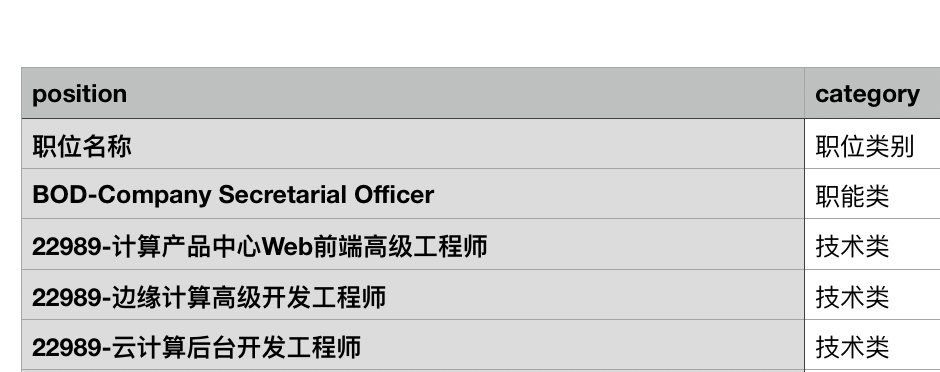 position category
职位名称 职位类别
BOD-Company Secretarial Officer 职能类
22989-计算产品中心Web前端高级工程师 技术类
22989-边缘计算高级开发工程师 技术类
22989-云计算后台开发工程师 技术类